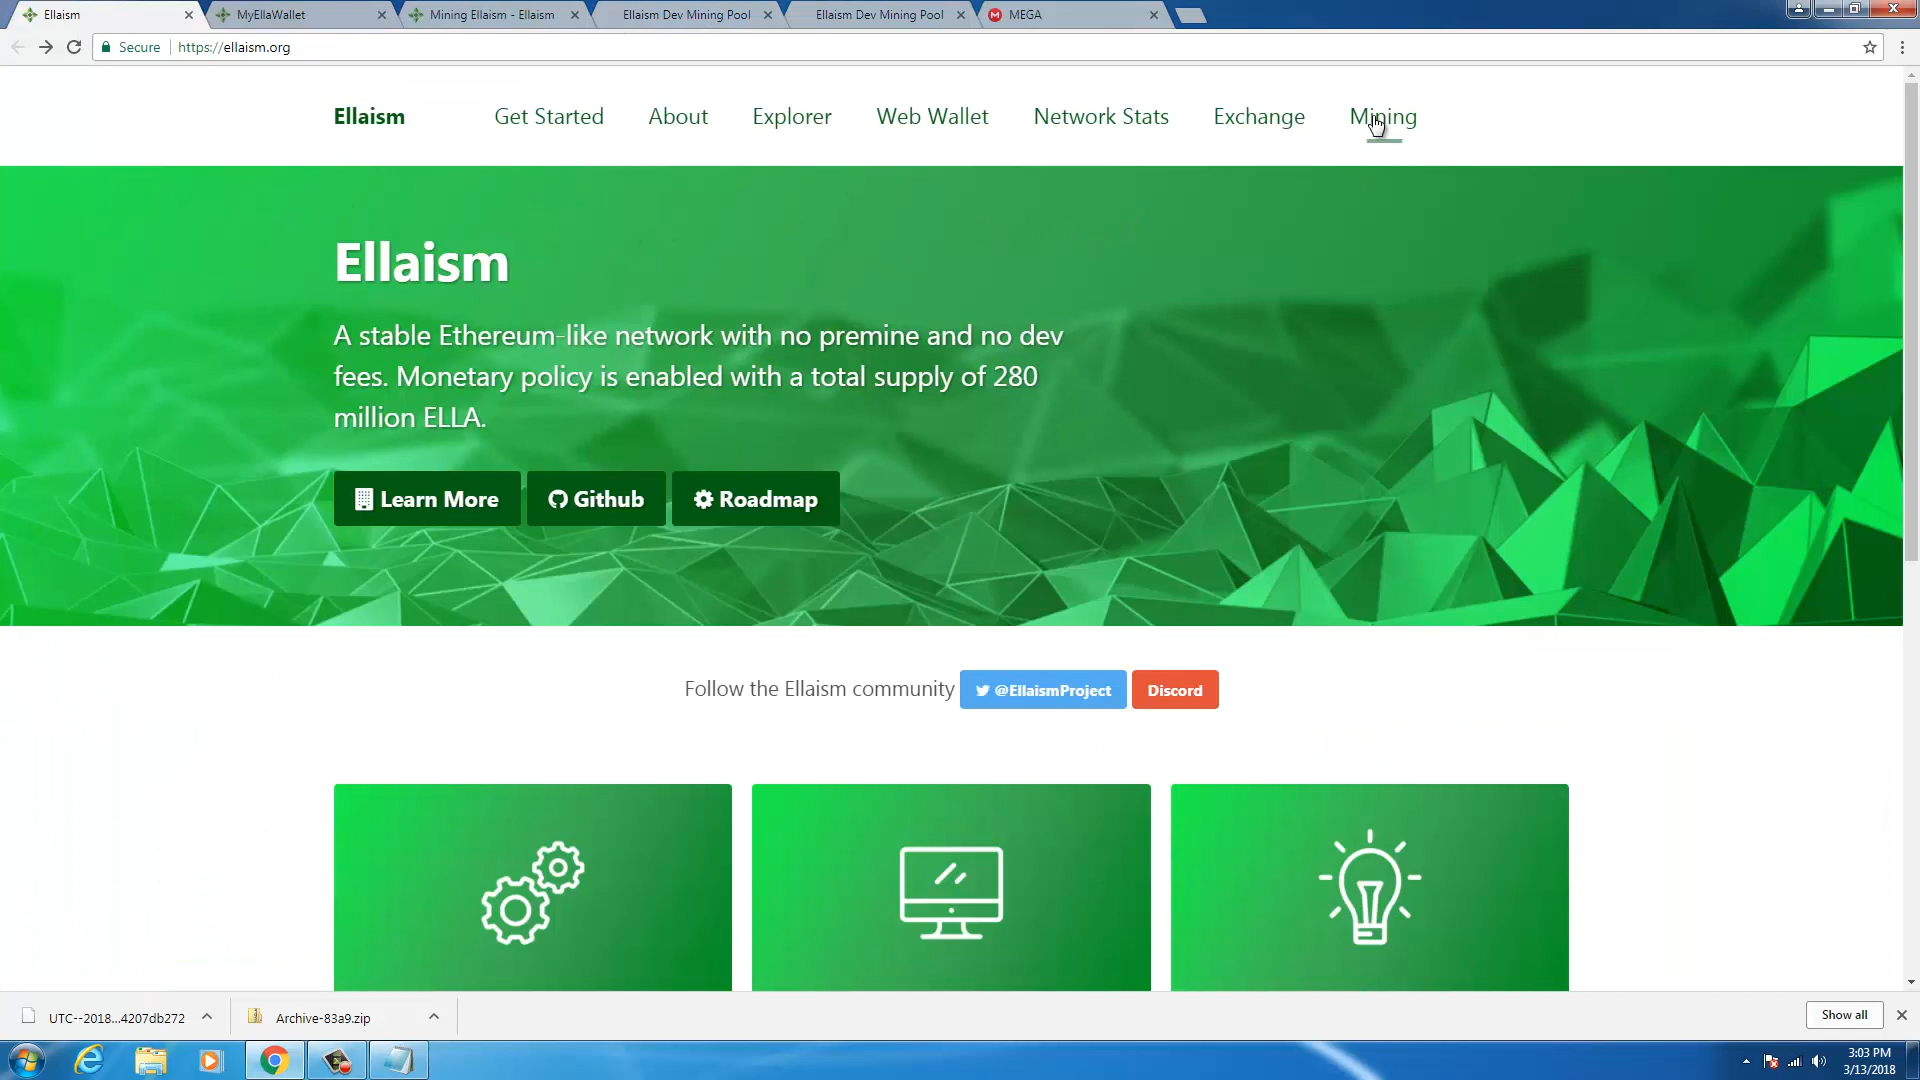 Ellaism
MyEllaWallet
Mining Ellaism - Ellaism
Ellaism Dev Mining Pool
Ellaism Dev Mining Pool
MEGA
Secure
https://ellaism.org
Ellaism
Get Started
About
Explorer
Web Wallet
Network Stats
Exchange
Mining
Ellaism
A stable Ethereum-like network with no premine and no dev
fees. Monetary policy is enabled with a total supply of 280
million ELLA.
Learn More
Github
Roadmap
Follow the Ellaism community
@EllaismProject
Discord
UTC--2018...4207db272
Archive-83a9.zip
Show all
3:03 PM
3/13/2018